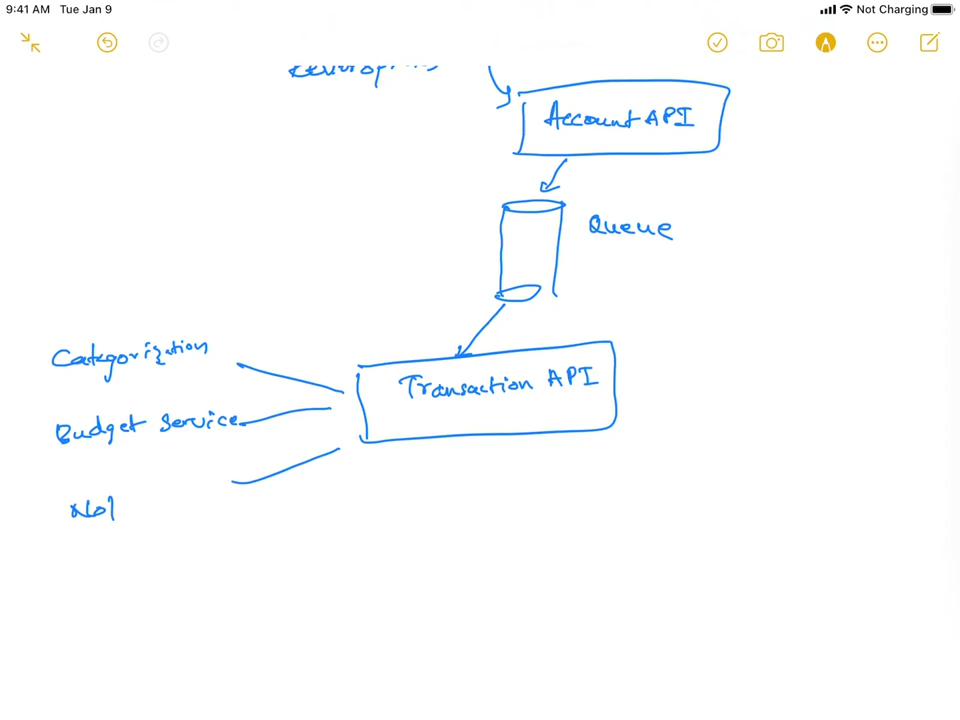 9:41 AM Tue Jan 9
Not Charging
Account API
Queue
Categorization
Transaction API
Budget Service